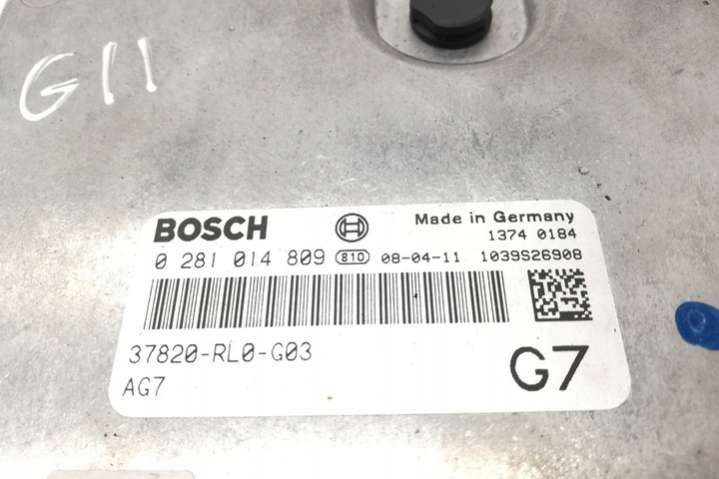 G11
BOSCH Made in Germany
1374 0184
0 281 014 809 810 08-04-11 1039S26908
37820-RL0-G03
AG7
G7